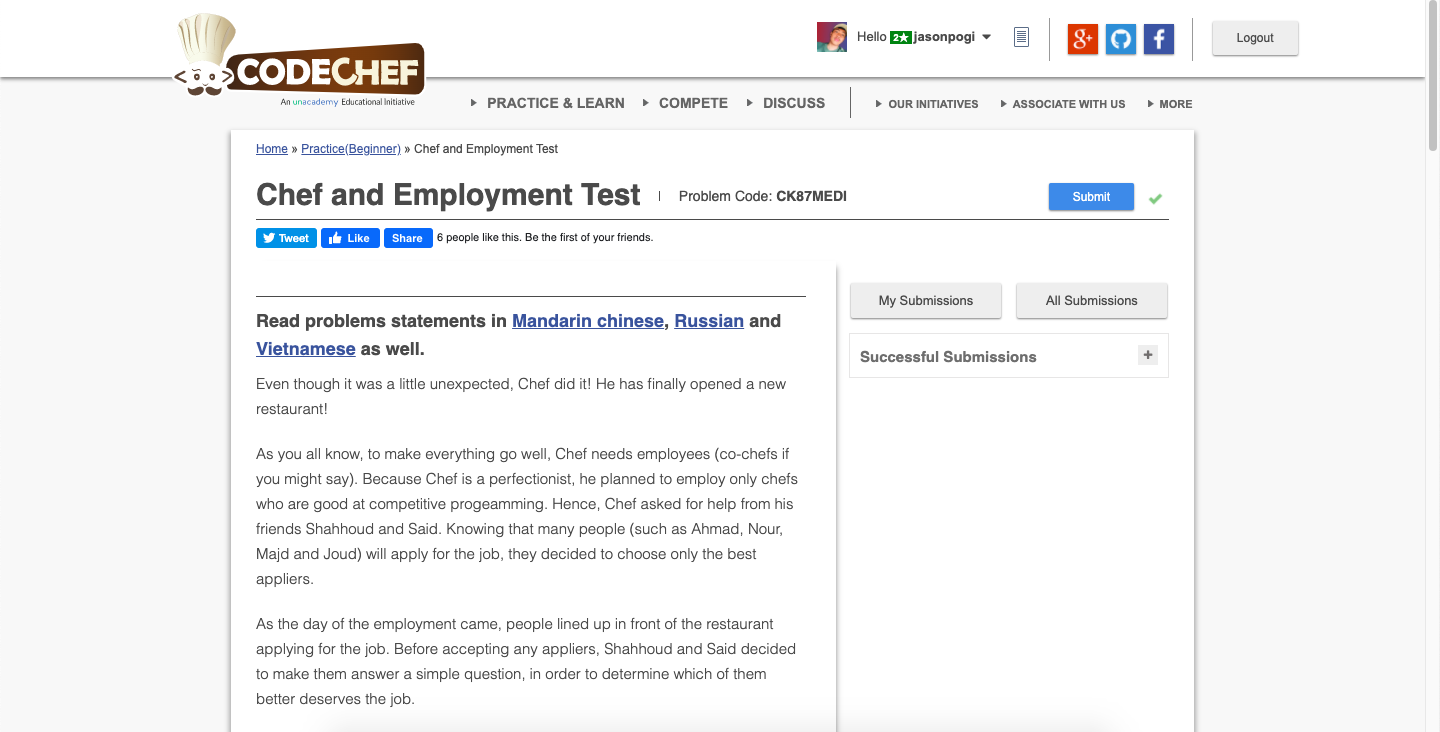 CODECHEF
An unacademy Educational Initiative
Hello 2★ jasonpogi
g+
f
Logout
PRACTICE & LEARN
COMPETE
DISCUSS
OUR INITIATIVES
ASSOCIATE WITH US
MORE
Home » Practice(Beginner) » Chef and Employment Test
Chef and Employment Test
Problem Code: CK87MEDI
Submit
Tweet
Like
Share
6 people like this. Be the first of your friends.
Read problems statements in Mandarin chinese, Russian and
Vietnamese as well.
Even though it was a little unexpected, Chef did it! He has finally opened a new
restaurant!
As you all know, to make everything go well, Chef needs employees (co-chefs if
you might say). Because Chef is a perfectionist, he planned to employ only chefs
who are good at competitive progeamming. Hence, Chef asked for help from his
friends Shahhoud and Said. Knowing that many people (such as Ahmad, Nour,
Majd and Joud) will apply for the job, they decided to choose only the best
appliers.
As the day of the employment came, people lined up in front of the restaurant
applying for the job. Before accepting any appliers, Shahhoud and Said decided
to make them answer a simple question, in order to determine which of them
better deserves the job.
My Submissions
All Submissions
Successful Submissions
+